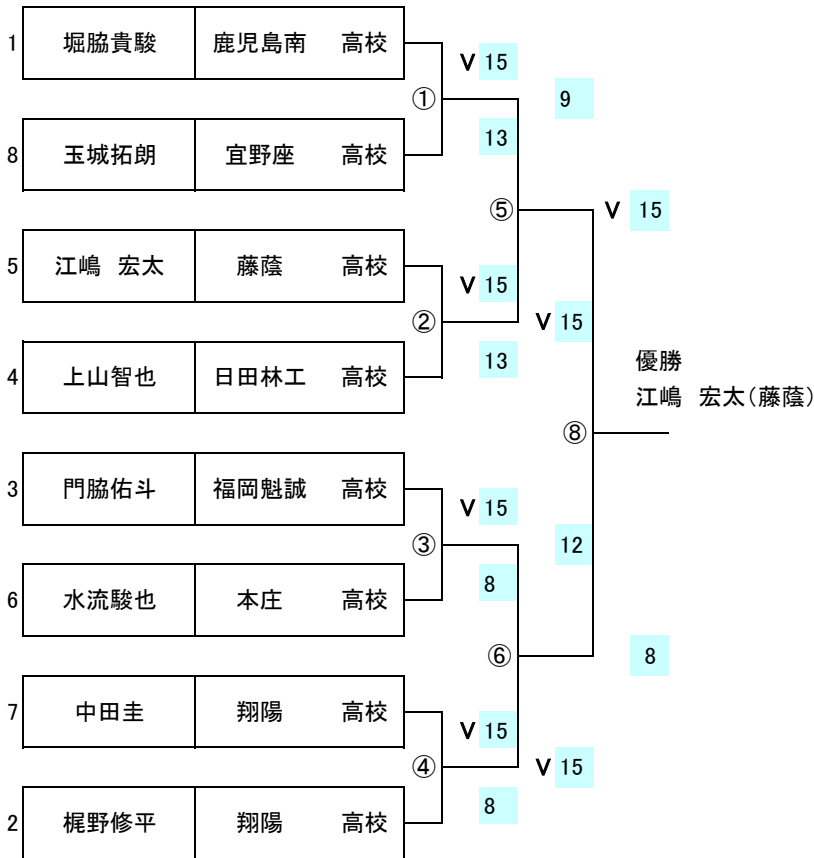 1 堀脇貴駿 鹿児島南 高校
V 15
① 9
13
8 玉城拓朗 宜野座 高校
⑤ V 15
5 江嶋 宏太 藤蔭 高校
V 15
② V 15
13
4 上山智也 日田林工 高校
優勝
江嶋 宏太(藤蔭)
⑧
3 門脇佑斗 福岡魁誠 高校
V 15
③ 12
8
6 水流駿也 本庄 高校
⑥ 8
7 中田圭 翔陽 高校
V 15
④ V 15
8
2 梶野修平 翔陽 高校